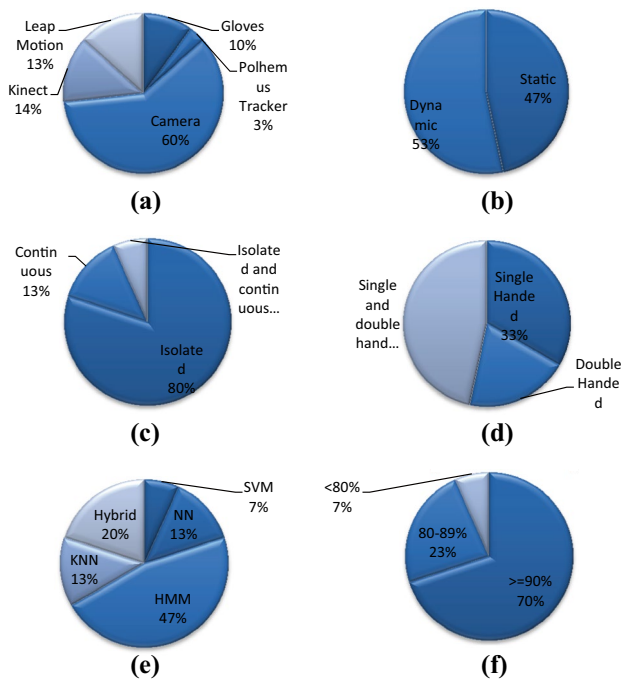 Leap
Motion
13%
Gloves
10%
Kinect
14%
Polhem
us
Tracker
3%
Camera
60%
(a)
Static
47%
Dyna
mic
53%
(b)
Contin
uous
13%
Isolate
d and
contin
uous...
Isolate
d
80%
(c)
Single
and
double
hand...
Single
Hande
d
33%
Double
Hande
d
(d)
SVM
7%
Hybrid
20%
NN
13%
KNN
13%
HMM
47%
(e)
<80%
7%
80-89%
23%
>=90%
70%
(f)